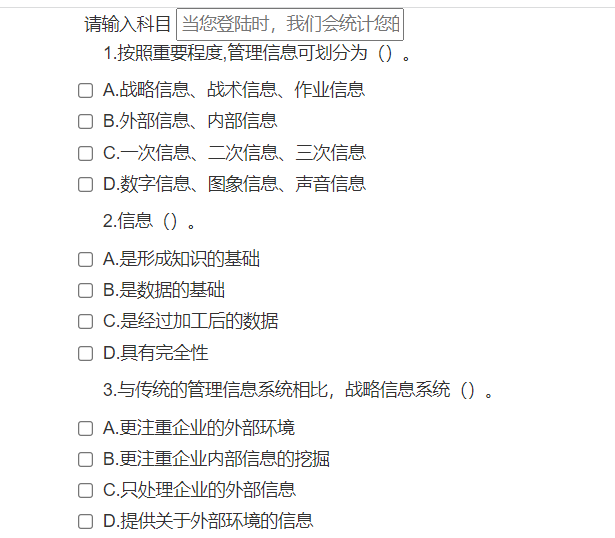 请输入科目 当您登陆时，我们会统计您
1.按照重要程度,管理信息可划分为（）。
A.战略信息、战术信息、作业信息
B.外部信息、内部信息
C.一次信息、二次信息、三次信息
D.数字信息、图象信息、声音信息
2.信息（）。
A.是形成知识的基础
B.是数据的基础
C.是经过加工后的数据
D.具有完全性
3.与传统的管理信息系统相比，战略信息系统（）。
A.更注重企业的外部环境
B.更注重企业内部信息的挖掘
C.只处理企业的外部信息
D.提供关于外部环境的信息